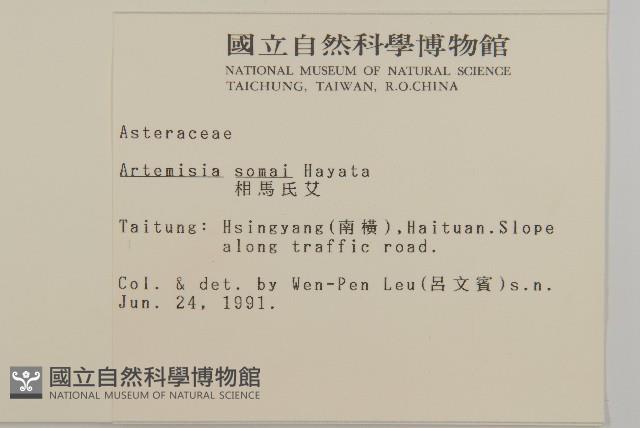 國立自然科學博物館
NATIONAL MUSEUM OF NATURAL SCIENCE
TAICHUNG, TAIWAN, R.O.CHINA
Asteraceae
Artemisia somai Hayata
相馬氏艾
Taitung: Hsingyang(南橫),Haituan.Slope
along traffic road.
Col. & det. by Wen-Pen Leu(呂文賓)s.n.
Jun. 24, 1991.
國立自然科學博物館
NATIONAL MUSEUM OF NATURAL SCIENCE